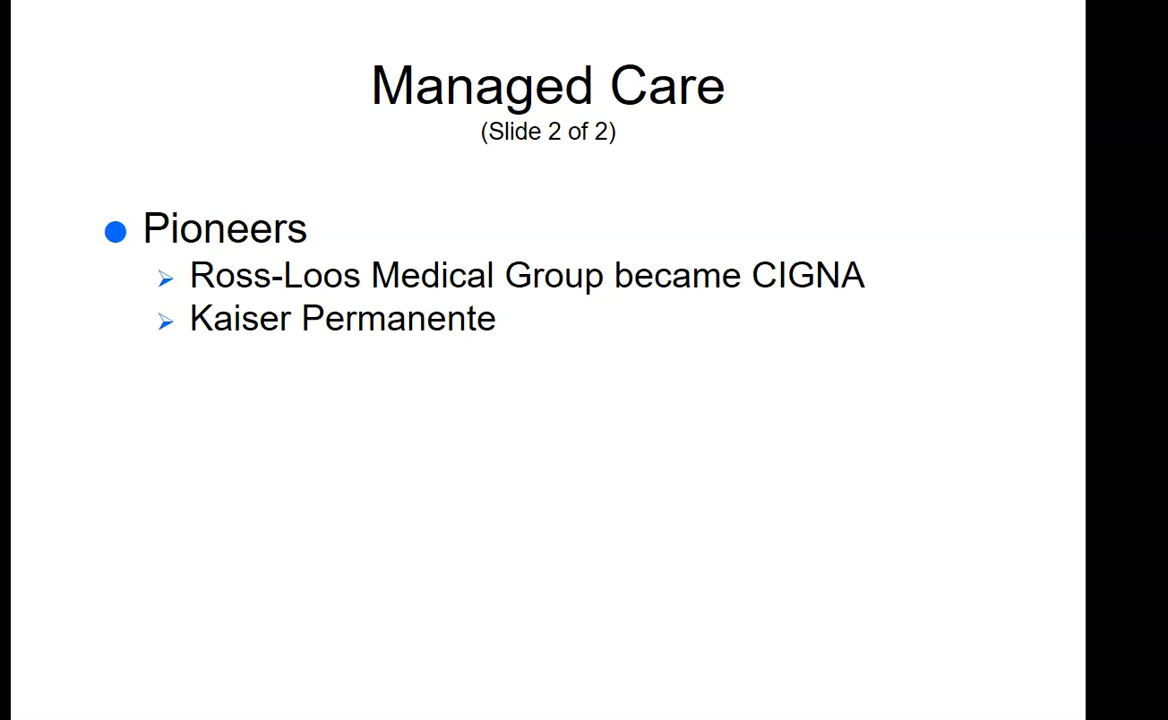 Managed Care
(Slide 2 of 2)
Pioneers
Ross-Loos Medical Group became CIGNA
Kaiser Permanente